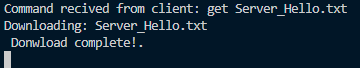 Command recived from client: get Server_Hello.txt
Downloading: Server_Hello.txt
Donwload complete!.